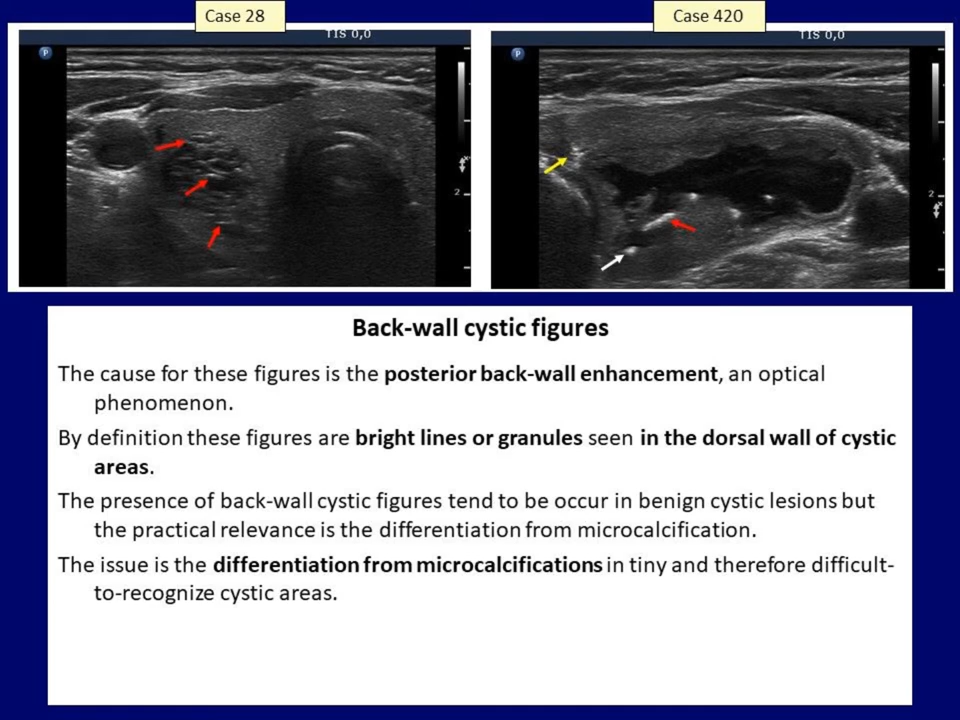 Case 28
Case 420
TIS 0,0
TIS 0,0
P
P
2
2
Back-wall cystic figures
The cause for these figures is the posterior back-wall enhancement, an optical
phenomenon.
By definition these figures are bright lines or granules seen in the dorsal wall of cystic
areas.
The presence of back-wall cystic figures tend to be occur in benign cystic lesions but
the practical relevance is the differentiation from microcalcification.
The issue is the differentiation from microcalcifications in tiny and therefore difficult-
to-recognize cystic areas.